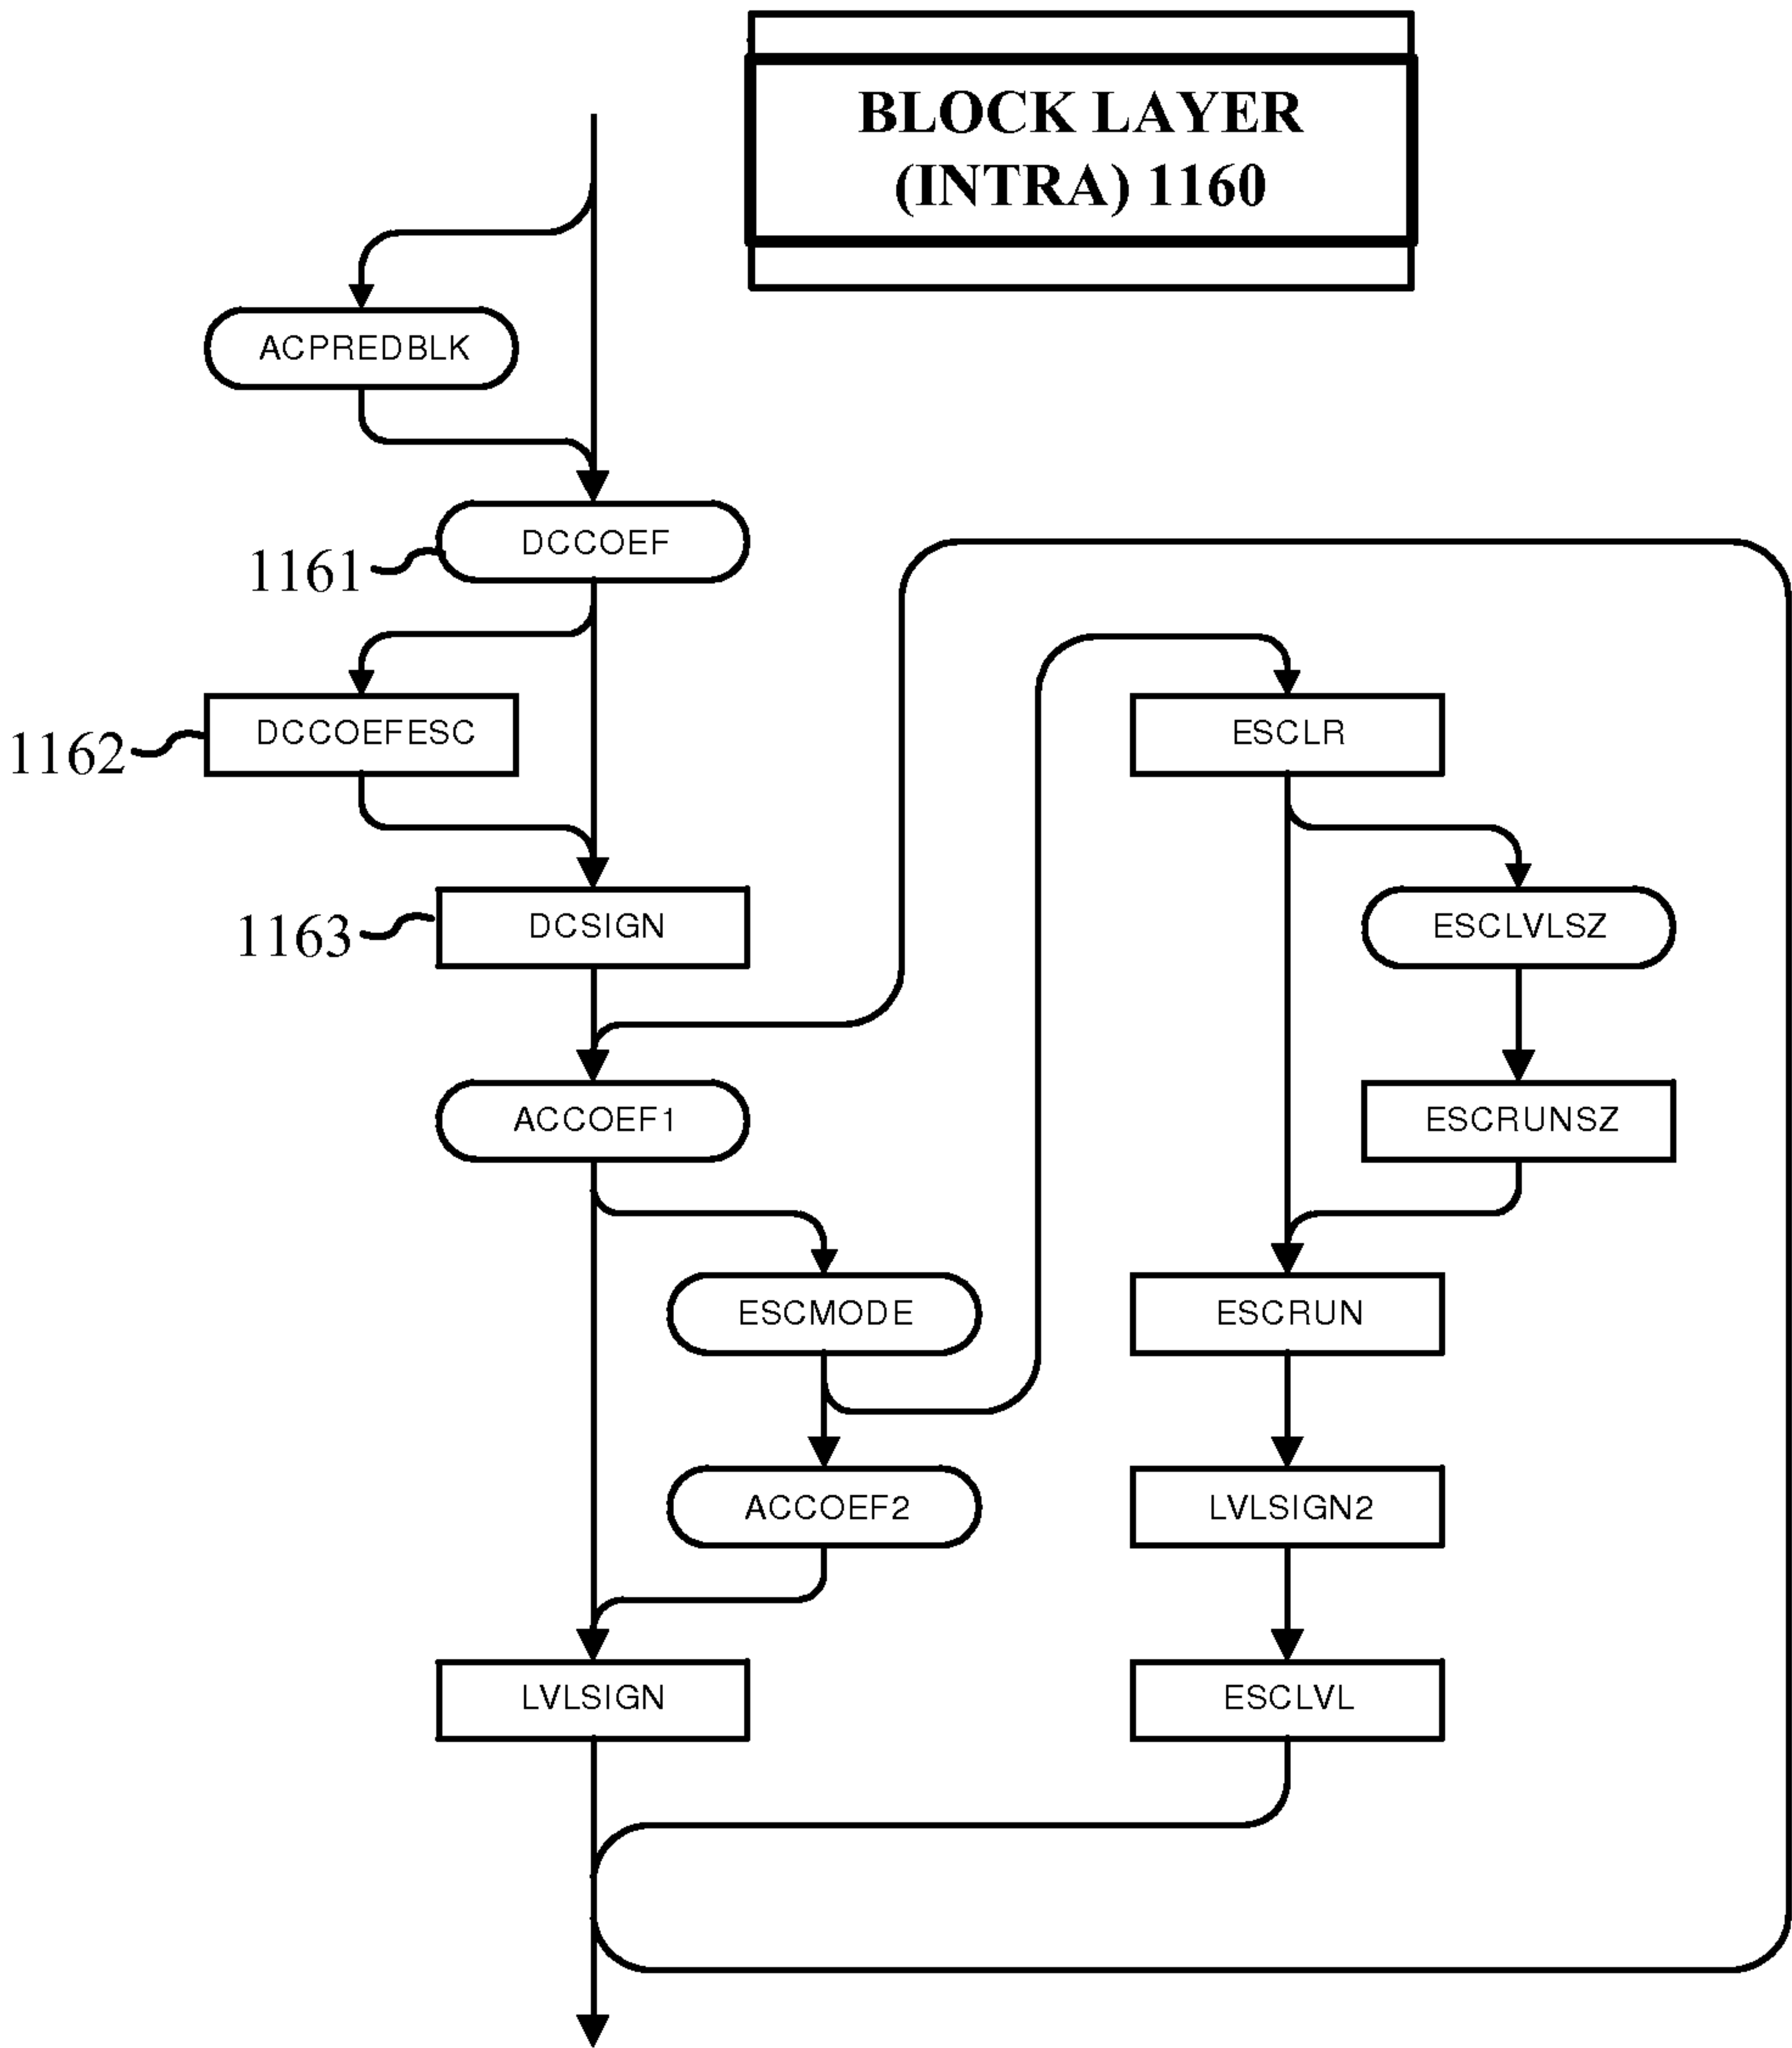 BLOCK LAYER
(INTRA) 1160
ACPREDBLK
DCCOEF
1161
DCCOEFESC
1162
DCSIGN
1163
ACCOEF1
ESCMODE
ACCOEF2
LVLSIGN
ESCLR
ESCLVLSZ
ESCRUNSZ
ESCRUN
LVLSIGN2
ESCLVL